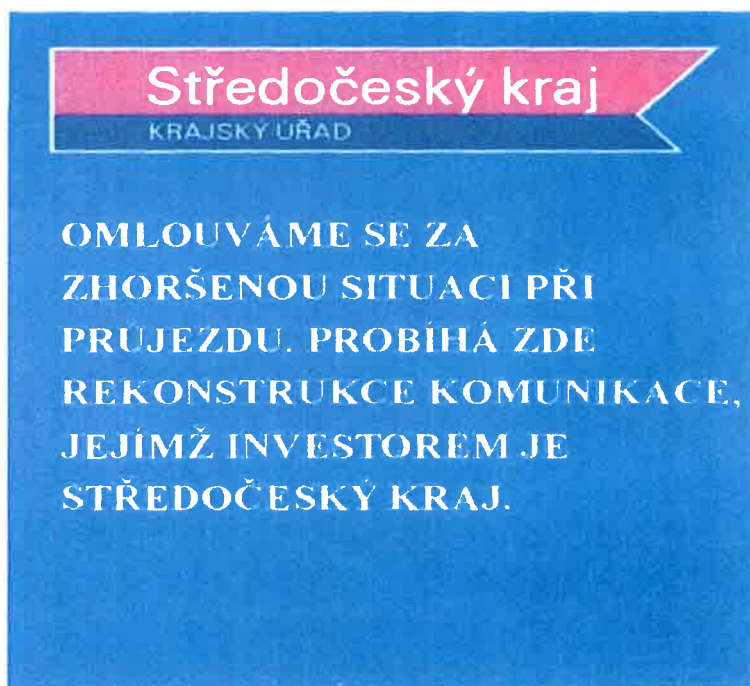 Středočeský kraj
KRAJSKÝ ÚŘAD
OMLOUVÁME SE ZA
ZHORŠENOU SITUACI PŘI
PRŮJEZDU. PROBÍHÁ ZDE
REKONSTRUKCE KOMUNIKACE,
JEJÍMŽ INVESTOREM JE
STŘEDOČESKÝ KRAJ.